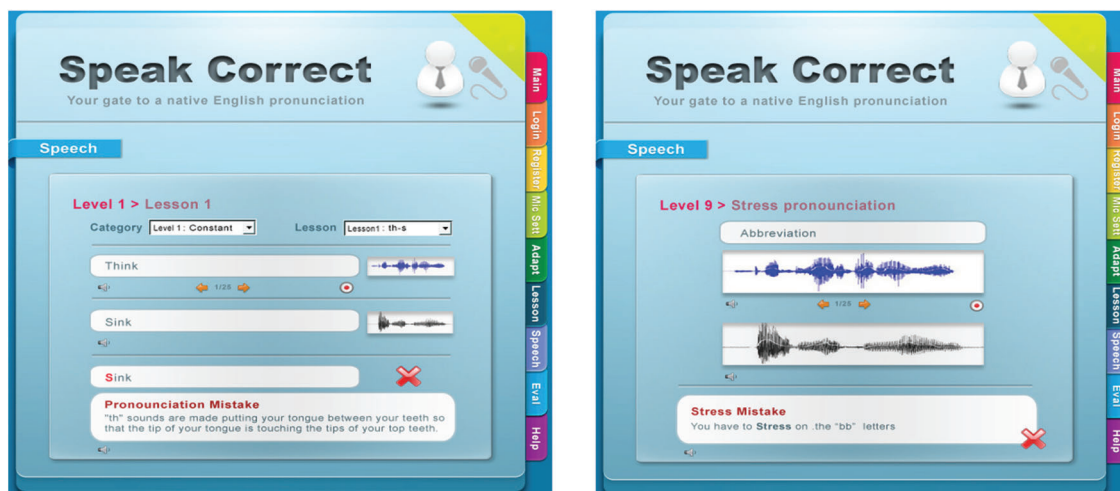 Speak Correct
Your gate to a native English pronunciation
Speech
Level 1 > Lesson 1
Category Level 1: Constant Lesson Lesson1: th-s
Think
1/25
Sink
Sink
Pronounciation Mistake
"th" sounds are made putting your tongue between your teeth so
that the tip of your tongue is touching the tips of your top teeth.
Main
Login
Register
Mic Sett
Adapt
Lesson
Speech
Eval
Help
Speak Correct
Your gate to a native English pronunciation
Speech
Level 9 > Stress pronounciation
Abbreviation
1/25
Stress Mistake
You have to Stress on .the "bb" letters
Main
Login
Register
Mic Sett
Adapt
Lesson
Speech
Eval
Help